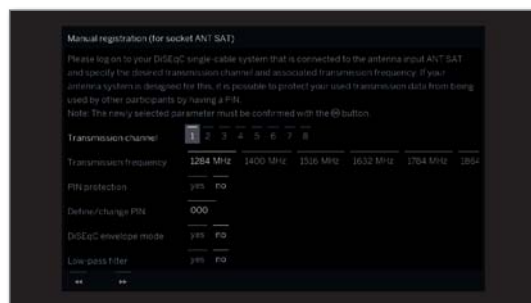 Manual registration (for socket ANT SAT)
Please log on to your DiSEqC single-cable system that is connected to the antenna input ANT SAT
and specify the desired transmission channel and associated transmission frequency. If your
antenna system is designed for this, it is possible to protect your used transmission data from being
used by other participants by having a PIN.
Note: The newly selected parameter must be confirmed with the button.
Transmission channel 1 2 3 4 5 6 7 8
Transmission frequency 1284 MHz 1400 MHz 1516 MHz 1632 MHz 1784 MHz 1864
PIN protection yes no
Define/change PIN 000
DiSEqC envelope mode yes no
Low-pass filter yes no